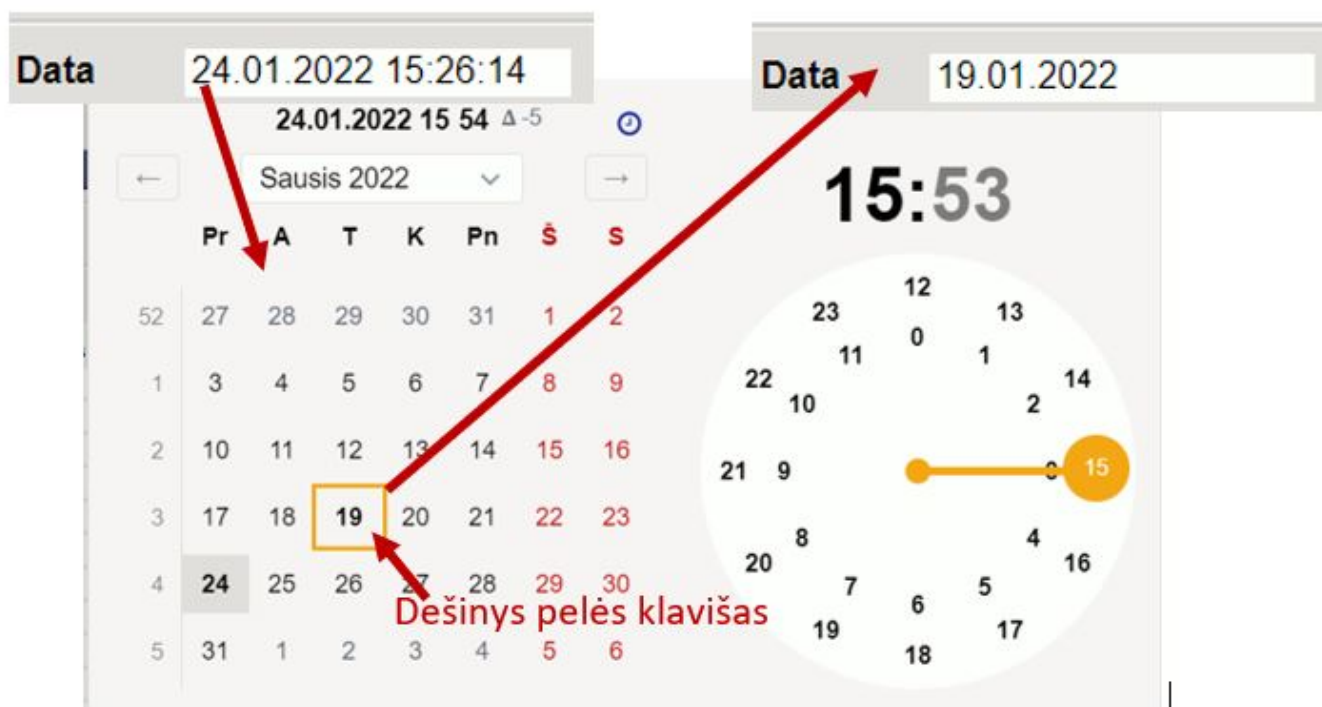 Data 24.01.2022 15:26:14
Data 19.01.2022
24.01.2022 15 54 Δ -5
← Sausis 2022 →
15:53
Pr A T K Pn Š S
52 27 28 29 30 31 1 2
1 3 4 5 6 7 8 9
2 10 11 12 13 14 15 16
3 17 18 19 20 21 22 23
4 24 25 26 27 28 29 30
5 31 1 2 3 4 5 6
Dešinys pelės klavišas
12
23 13
0
11 1
22 14
10 2
21 9 15
8 4
20 16
7 5
6
19 17
18